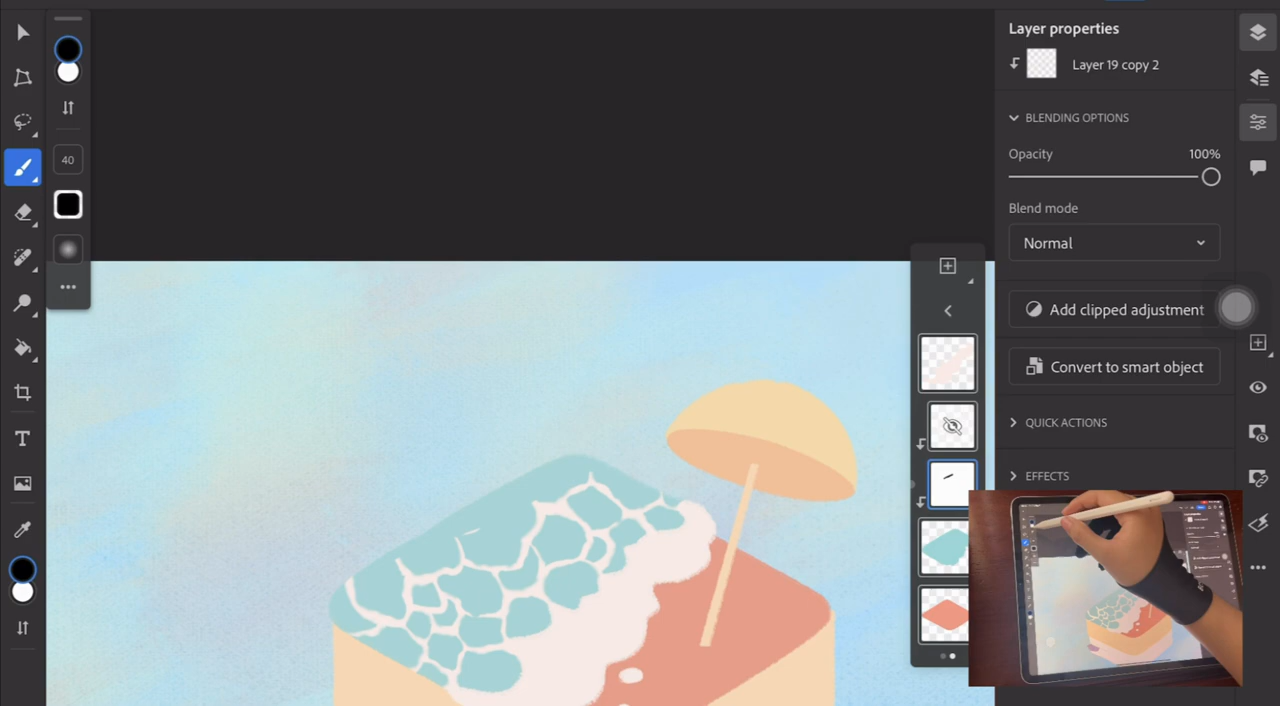 40
T
Layer properties
Layer 19 copy 2
BLENDING OPTIONS
Opacity 100%
Blend mode
Normal
Add clipped adjustment
Convert to smart object
QUICK ACTIONS
EFFECTS